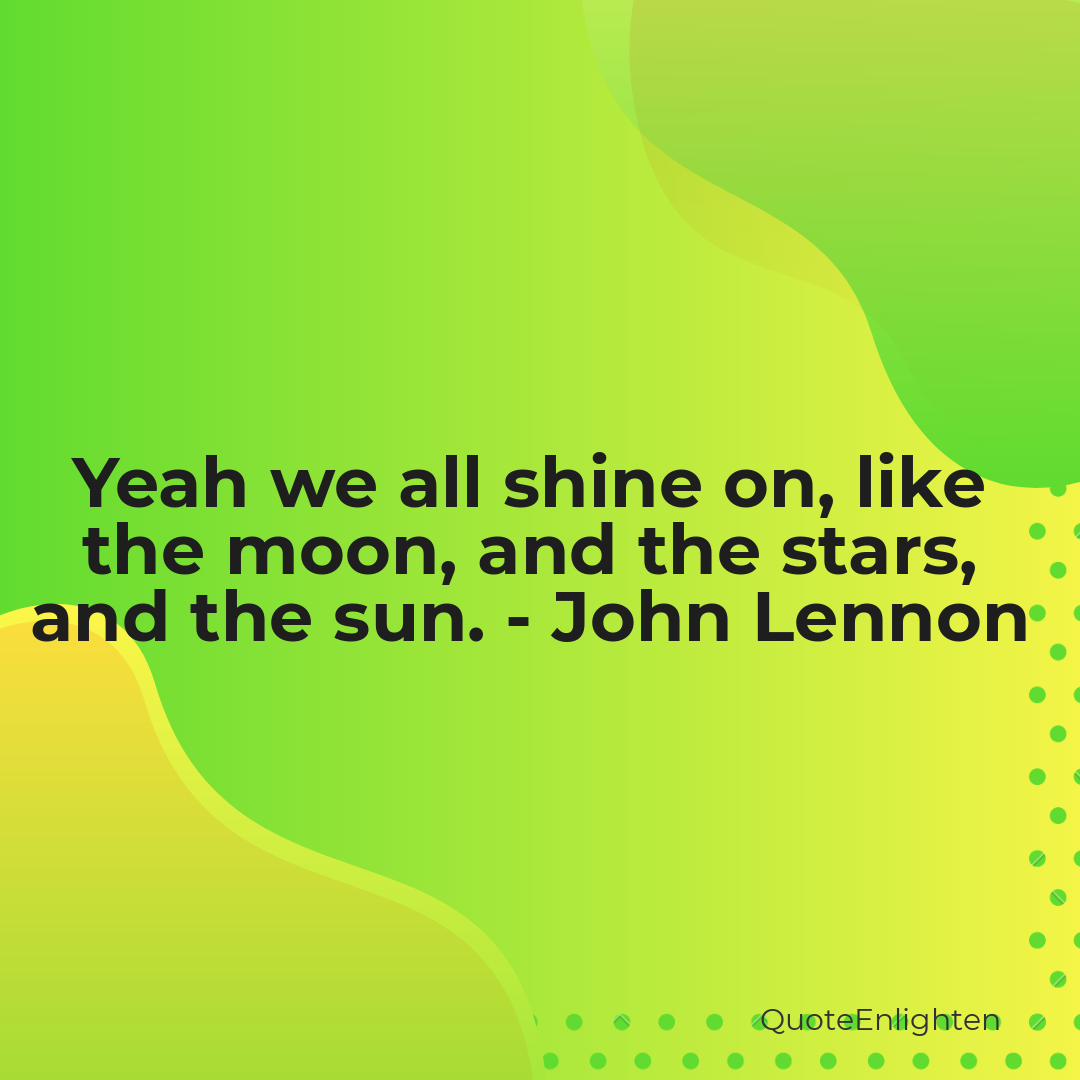 Yeah we all shine on, like
the moon, and the stars,
and the sun. - John Lennon
QuoteEnlighten